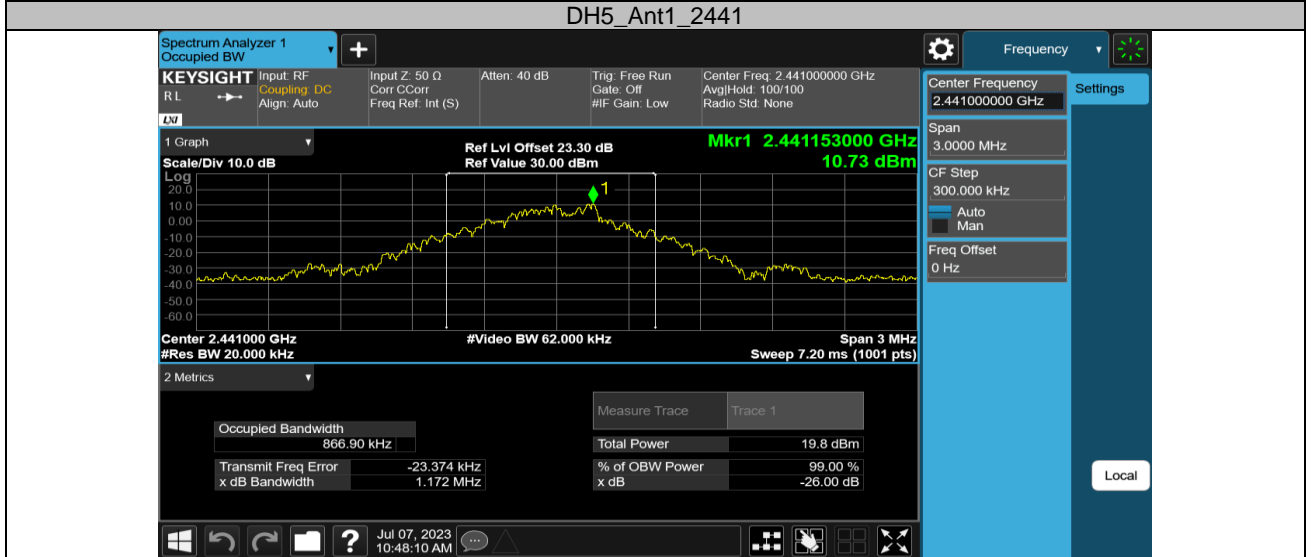 DH5_Ant1_2441
Spectrum Analyzer 1
Occupied BW
Frequency
KEYSIGHT
R L
LXI
Input: RF
Coupling: DC
Align: Auto
Input Z: 50 Ω
Corr CCorr
Freq Ref: Int (S)
Atten: 40 dB
Trig: Free Run
Gate: Off
#IF Gain: Low
Center Freq: 2.441000000 GHz
Avg|Hold: 100/100
Radio Std: None
Center Frequency
2.441000000 GHz
Settings
Span
3.0000 MHz
CF Step
300.000 kHz
Auto
Man
Freq Offset
0 Hz
Local
1 Graph
Scale/Div 10.0 dB
Ref Lvl Offset 23.30 dB
Ref Value 30.00 dBm
Mkr1 2.441153000 GHz
10.73 dBm
Log
20.0
10.0
0.00
-10.0
-20.0
-30.0
-40.0
-50.0
-60.0
1
Center 2.441000 GHz
#Video BW 62.000 kHz
Span 3 MHz
#Res BW 20.000 kHz
Sweep 7.20 ms (1001 pts)
2 Metrics
Measure Trace Trace 1
Occupied Bandwidth
866.90 kHz
Total Power 19.8 dBm
Transmit Freq Error -23.374 kHz
% of OBW Power 99.00 %
x dB Bandwidth 1.172 MHz
x dB -26.00 dB
?
Jul 07, 2023
10:48:10 AM